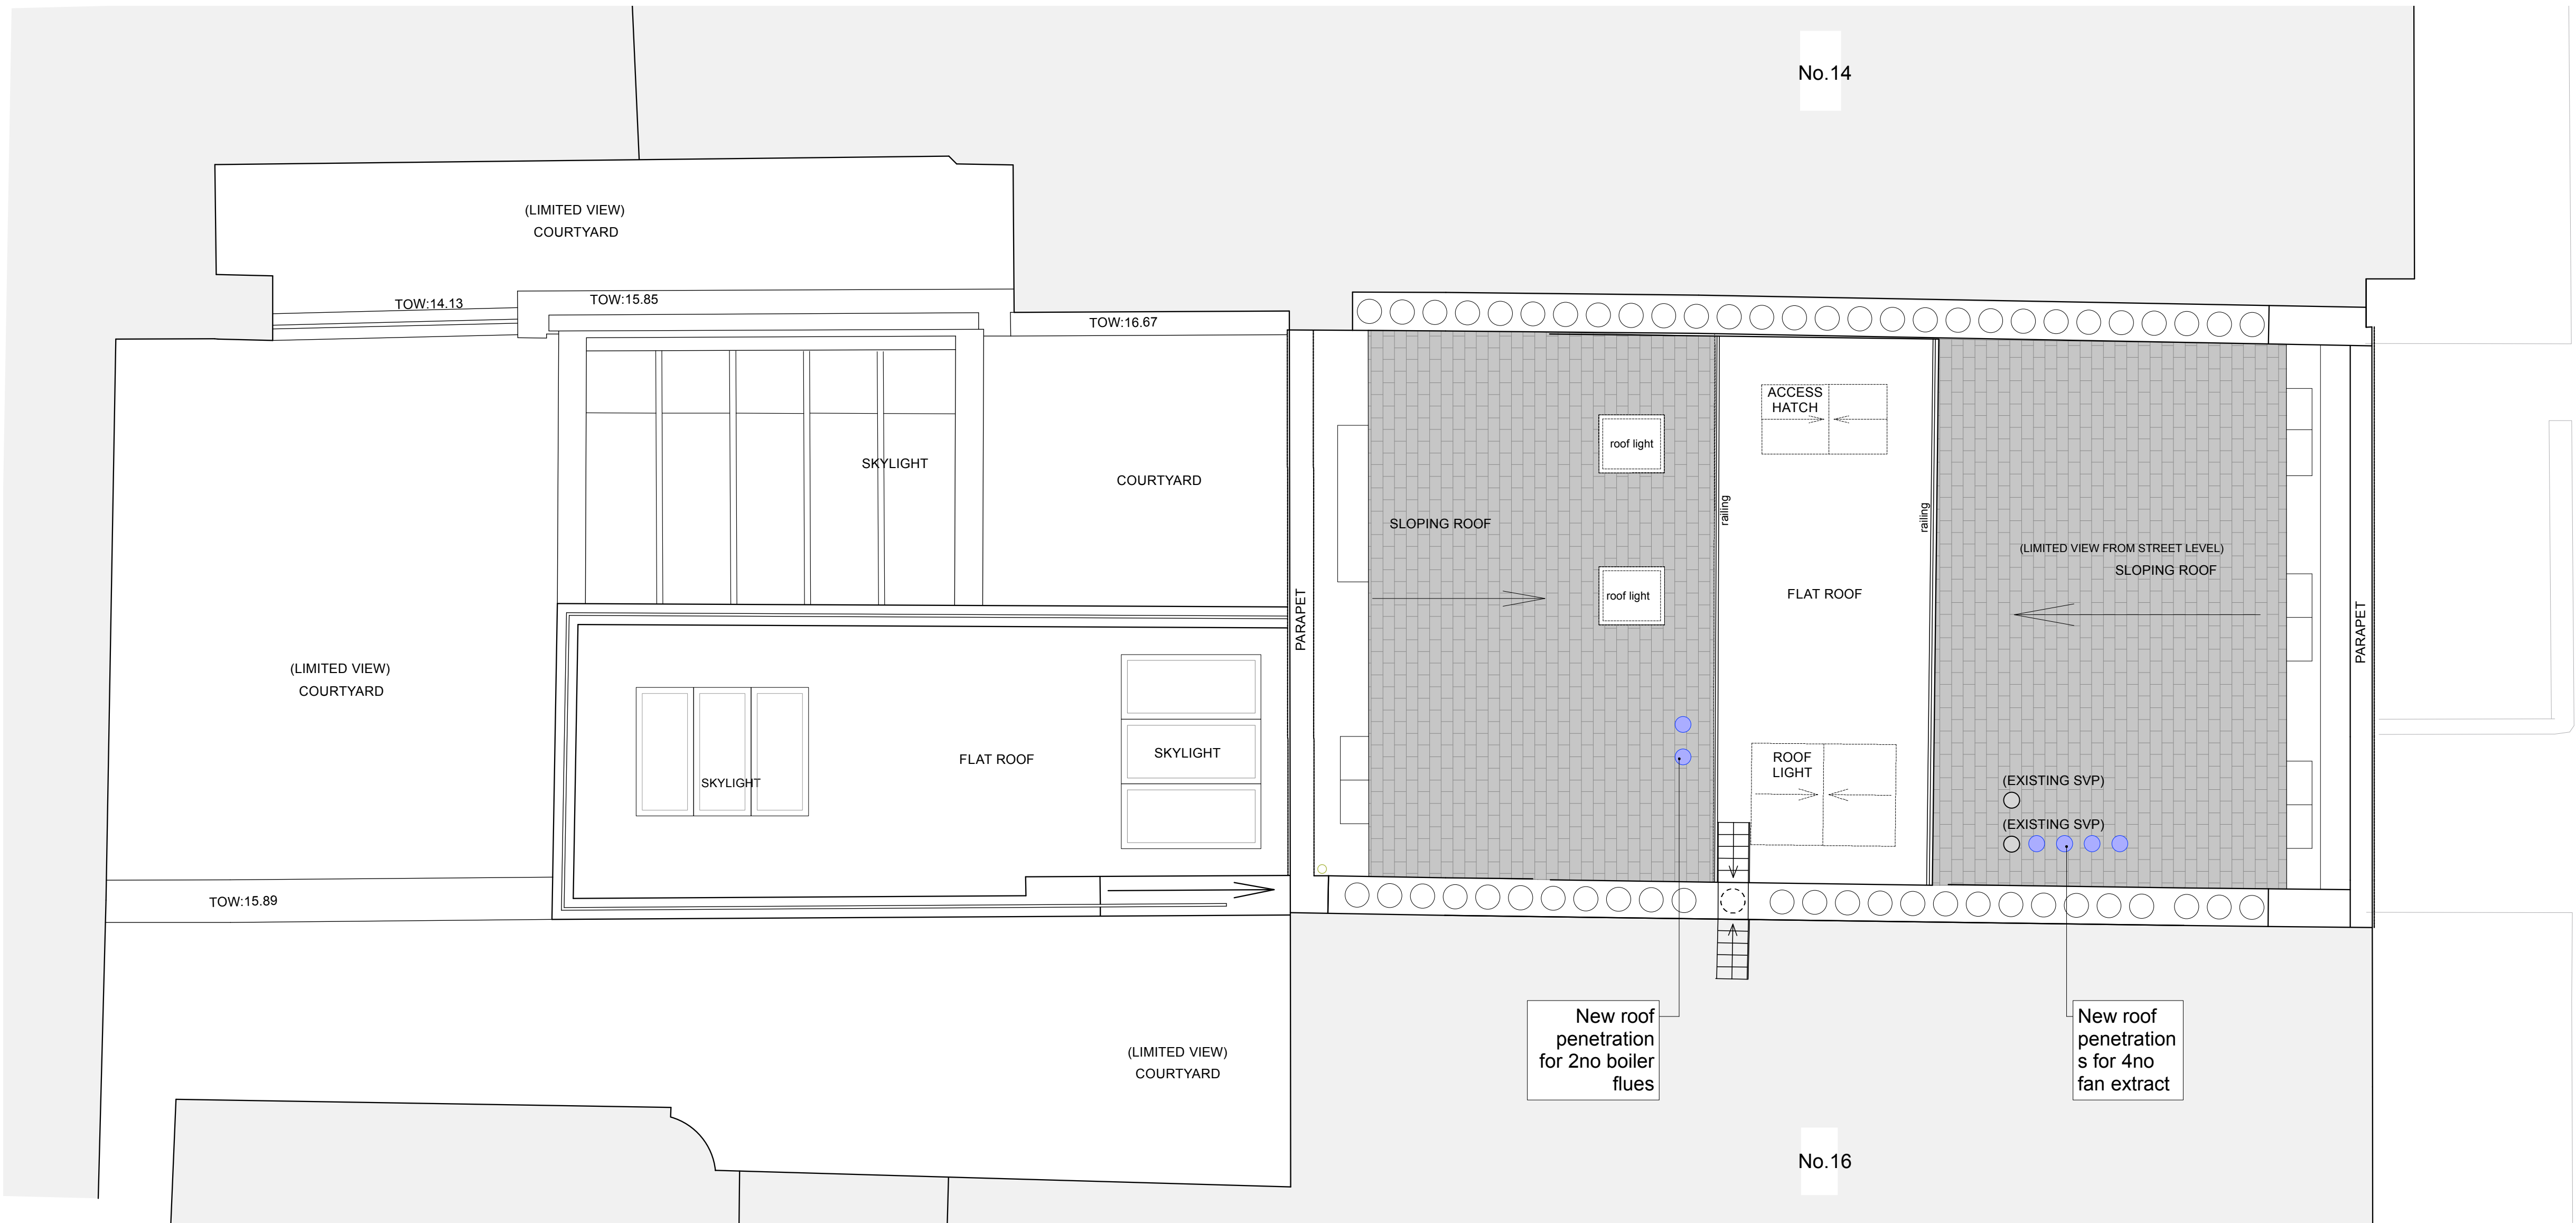 No.14
(LIMITED VIEW)
COURTYARD
TOW:14.13
TOW:15.85
TOW:16.67
SKYLIGHT
COURTYARD
(LIMITED VIEW)
COURTYARD
SKYLIGHT
FLAT ROOF
SKYLIGHT
TOW:15.89
(LIMITED VIEW)
COURTYARD
PARAPET
SLOPING ROOF
roof light
roof light
railing
ACCESS
HATCH
FLAT ROOF
railing
ROOF
LIGHT
(LIMITED VIEW FROM STREET LEVEL)
SLOPING ROOF
(EXISTING SVP)
(EXISTING SVP)
PARAPET
New roof
penetration
for 2no boiler
flues
New roof
penetration
s for 4no
fan extract
No.16